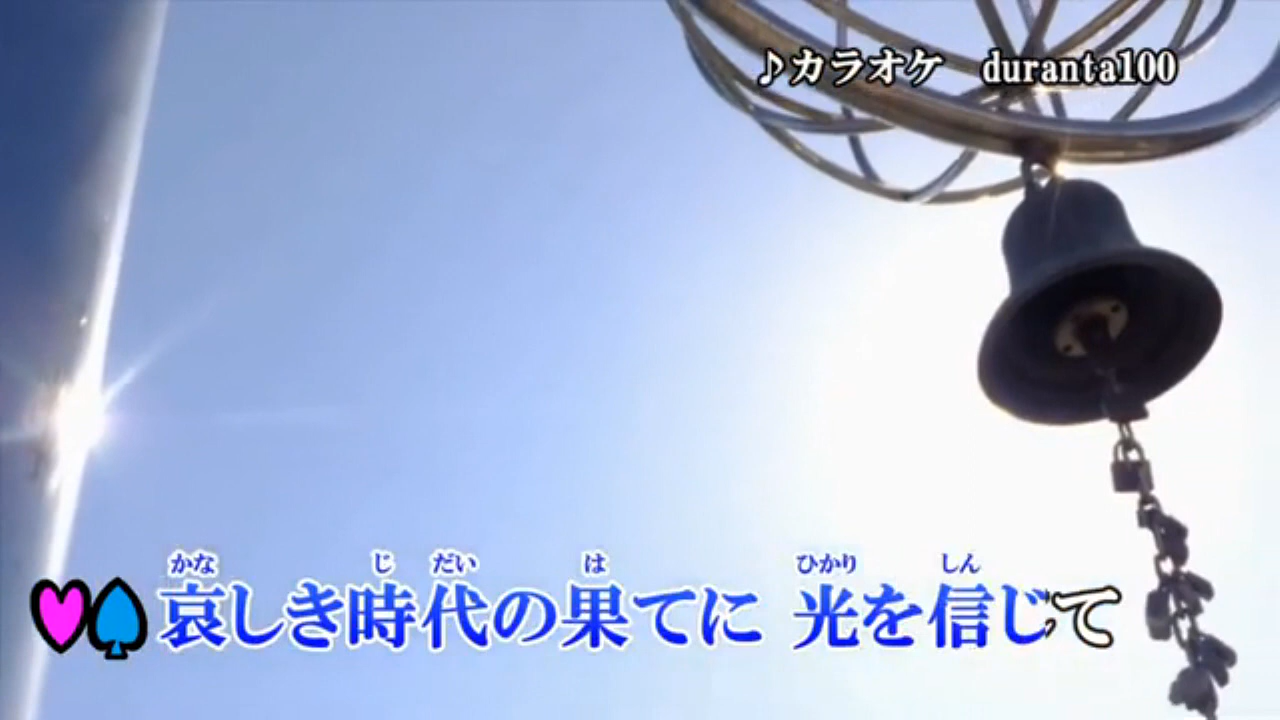 ♪カラオケ　duranta100
かな じ だい は ひかり しん
哀しき時代の果てに 光を信じて